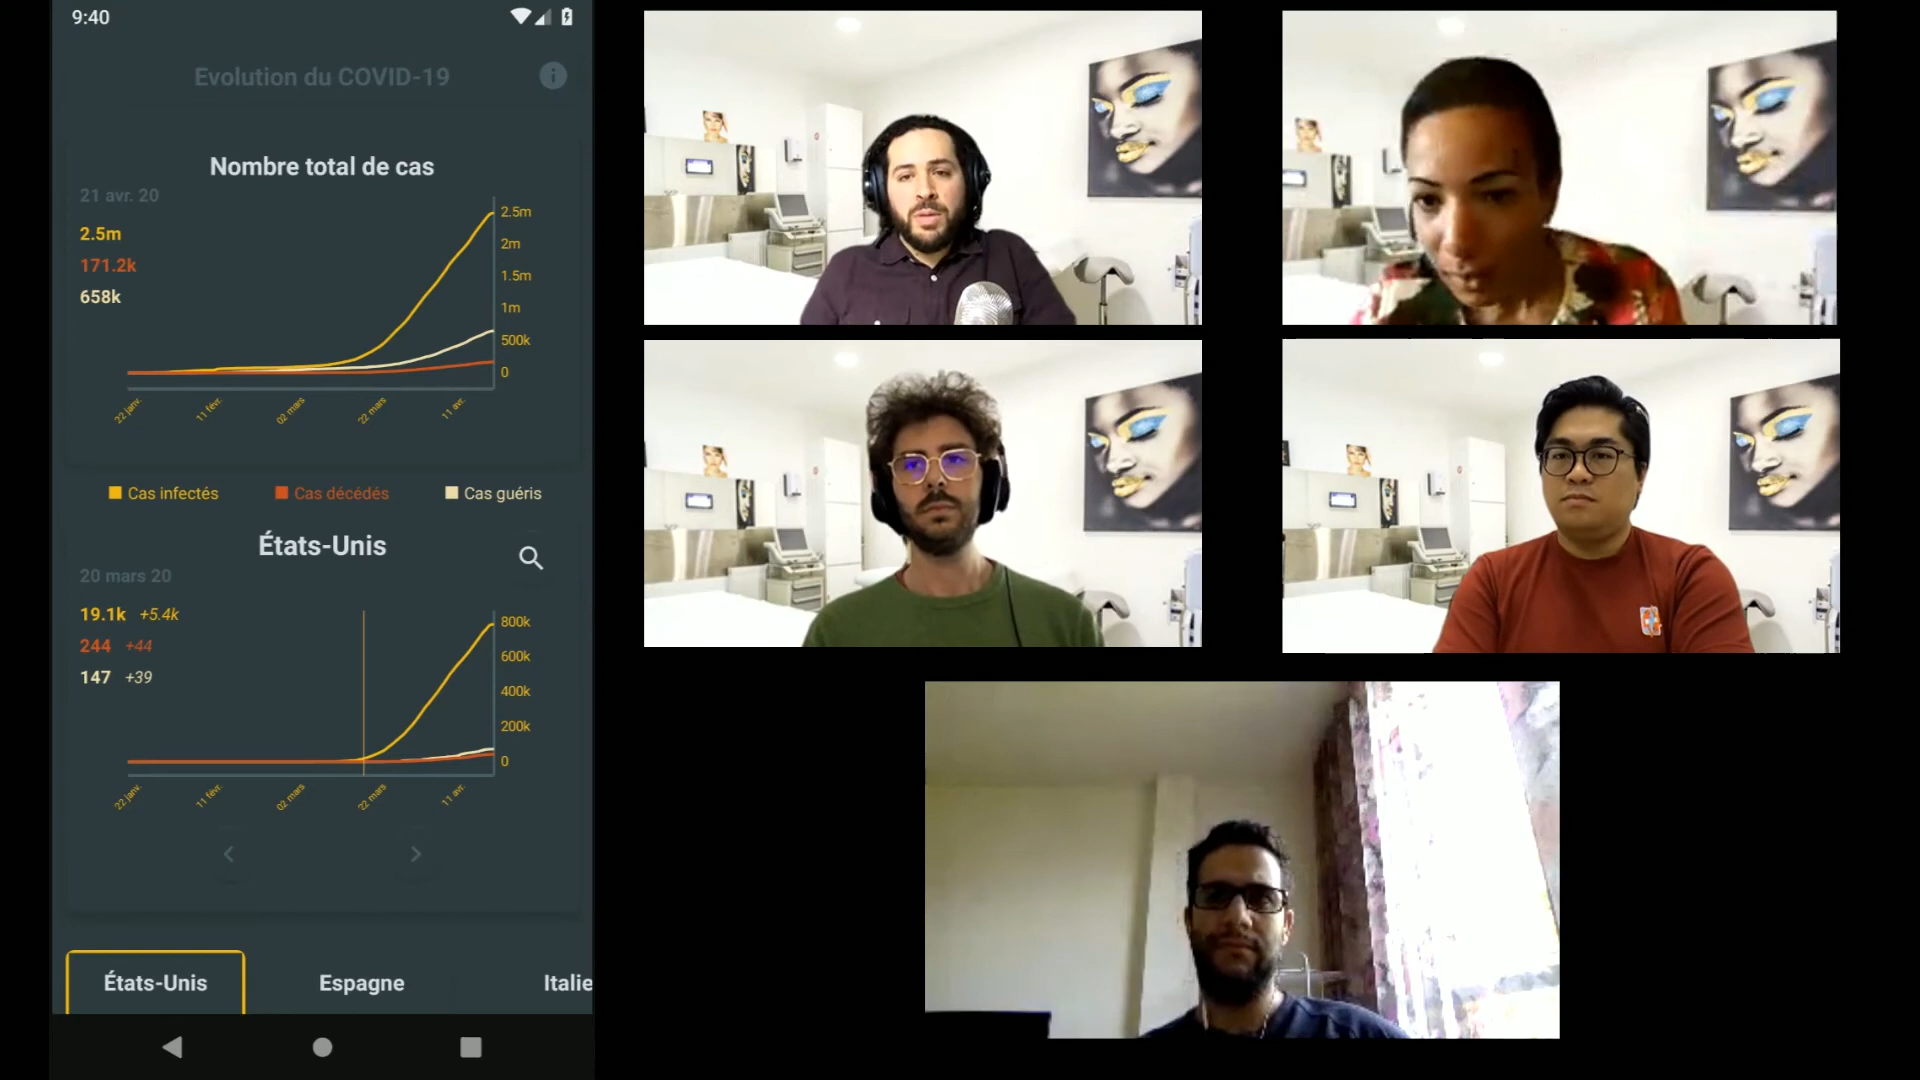 9:40
Evolution du COVID-19
Nombre total de cas
21 avr. 20
2.5m
171.2k
658k
2.5m
2m
1.5m
1m
500k
0
22 janv.
11 févr.
02 mars
22 mars
11 avr.
Cas infectés
Cas décédés
Cas guéris
États-Unis
20 mars 20
19.1k +5.4k
244 +44
147 +39
800k
600k
400k
200k
0
22 janv.
11 févr.
02 mars
22 mars
11 avr.
États-Unis
Espagne
Italie